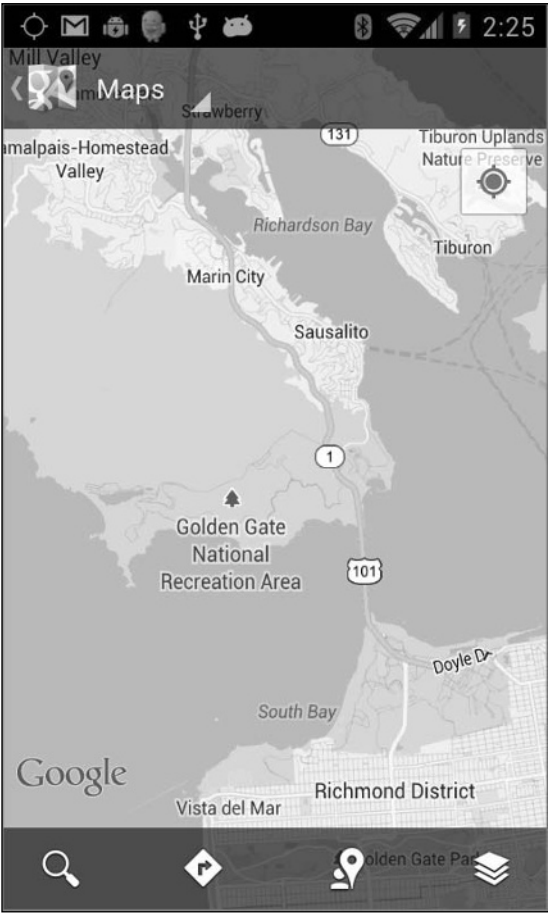 2:25
Mill Valley
Maps
Strawberry
131
Tiburon Uplands
Nature Preserve
amalpais-Homestead
Valley
Richardson Bay
Tiburon
Marin City
Sausalito
1
Golden Gate
National
Recreation Area
101
Doyle Dr
South Bay
Google
Richmond District
Vista del Mar
Golden Gate Park